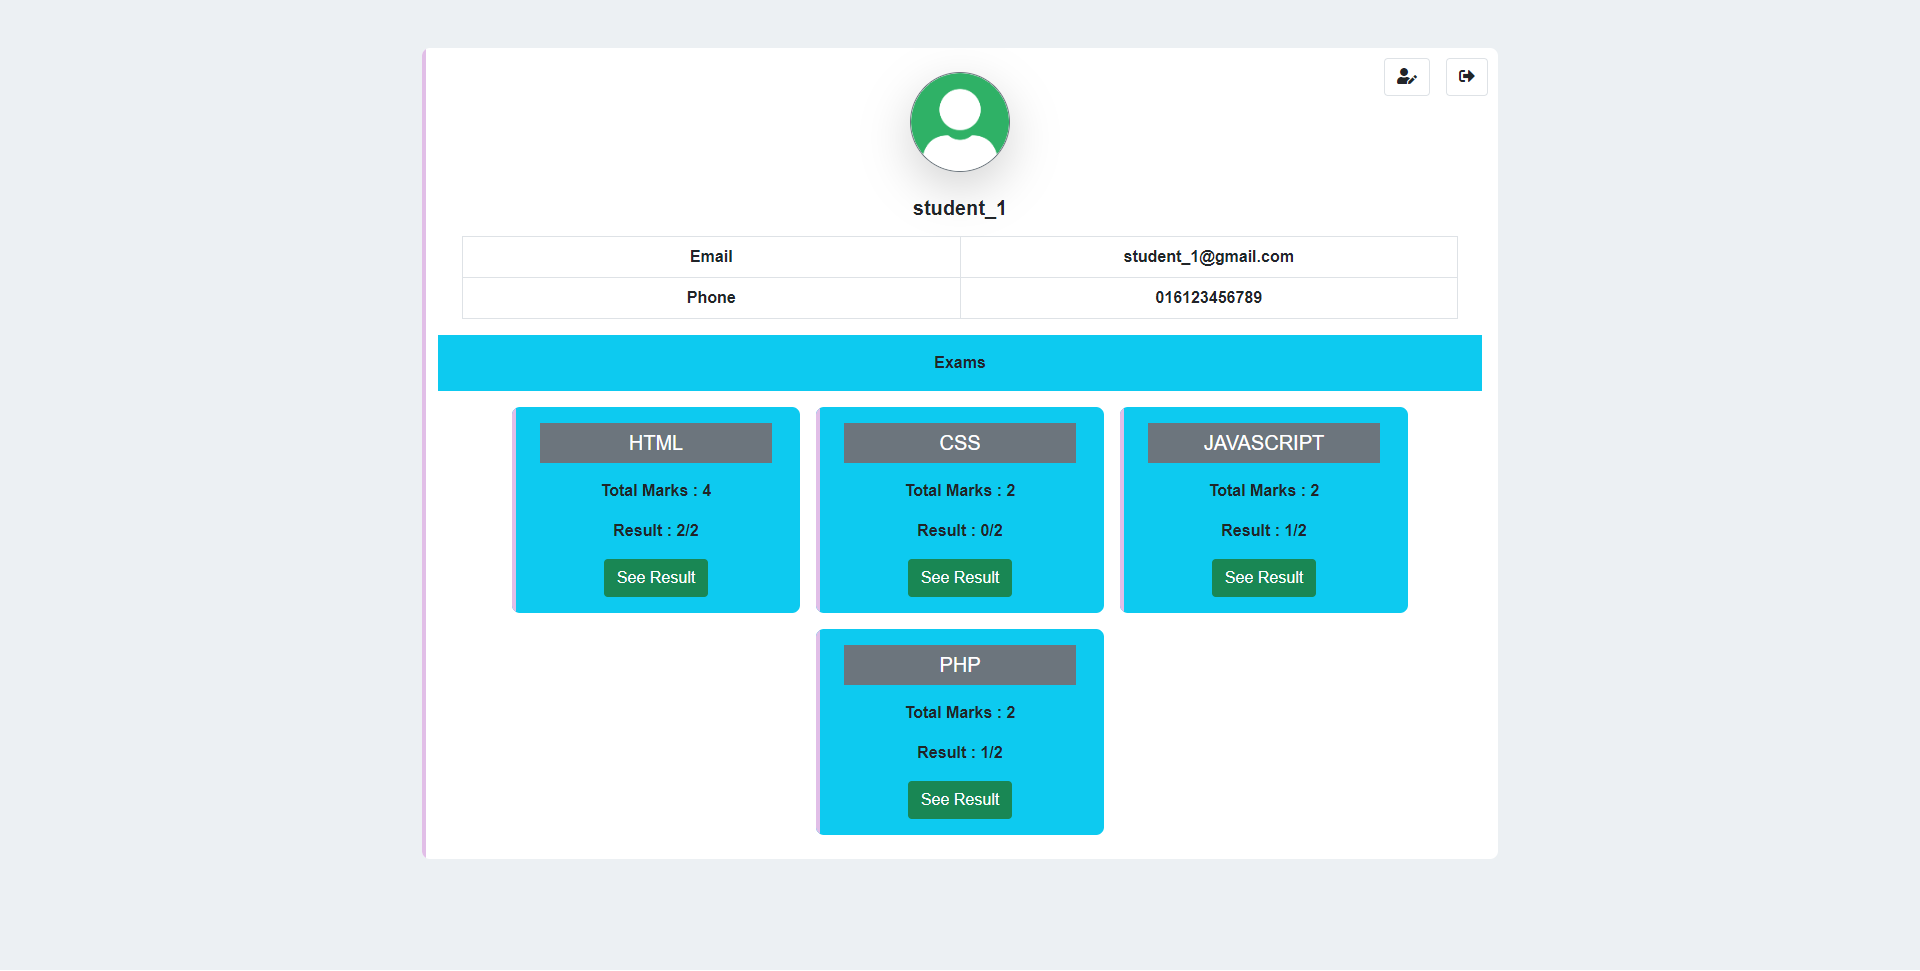 student_1
Email student_1@gmail.com
Phone 016123456789
Exams
HTML
Total Marks : 4
Result : 2/2
See Result
CSS
Total Marks : 2
Result : 0/2
See Result
JAVASCRIPT
Total Marks : 2
Result : 1/2
See Result
PHP
Total Marks : 2
Result : 1/2
See Result